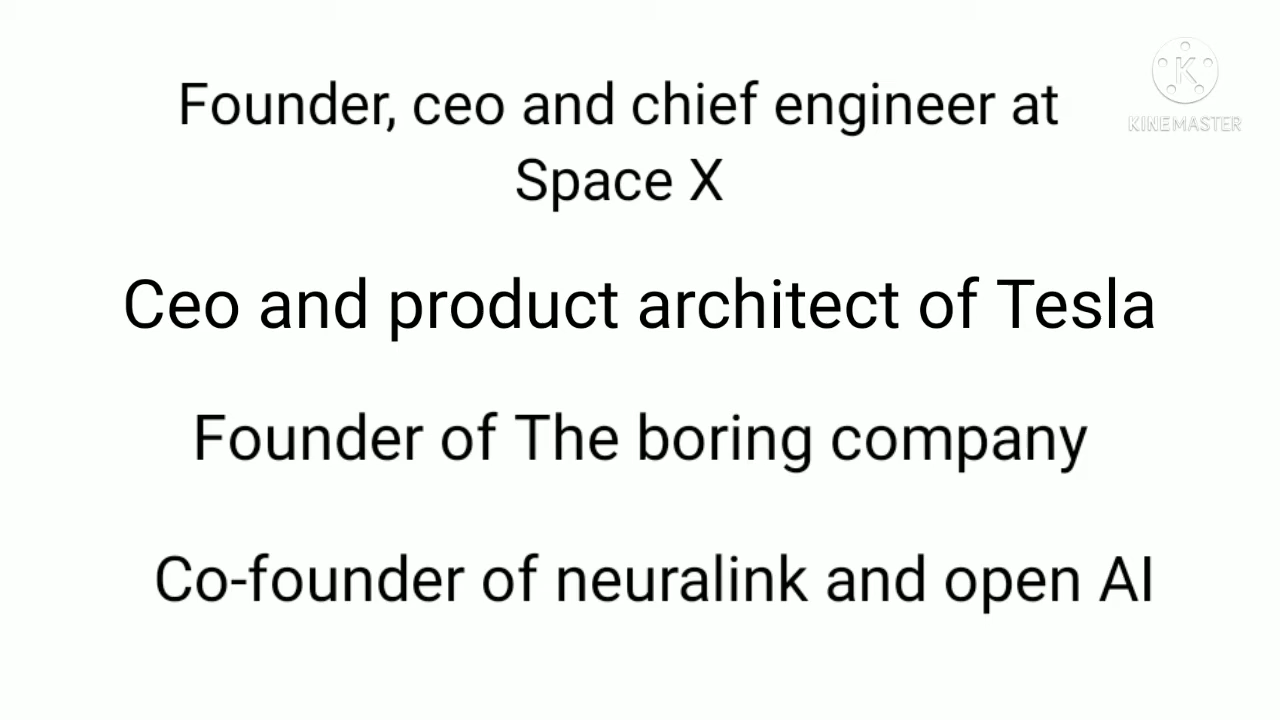 Founder, ceo and chief engineer at
Space X
Ceo and product architect of Tesla
Founder of The boring company
Co-founder of neuralink and open AI
K
KINEMASTER